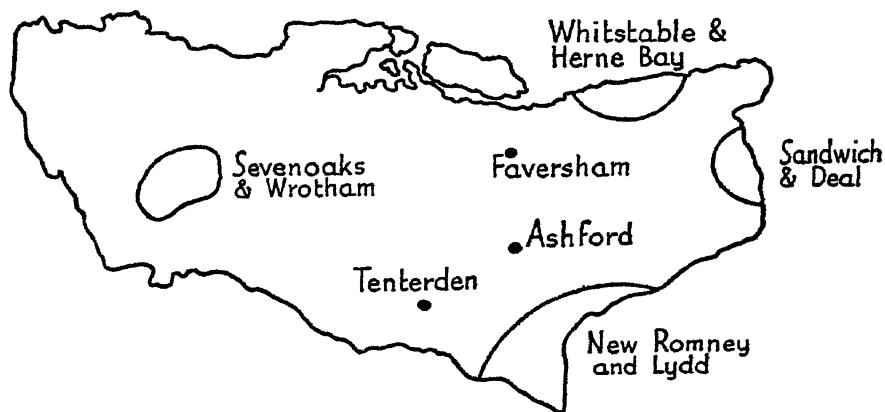 Whitstable &
Herne Bay
Sevenoaks
& Wrotham
Faversham
Sandwich
& Deal
Ashford
Tenterden
New Romney
and Lydd